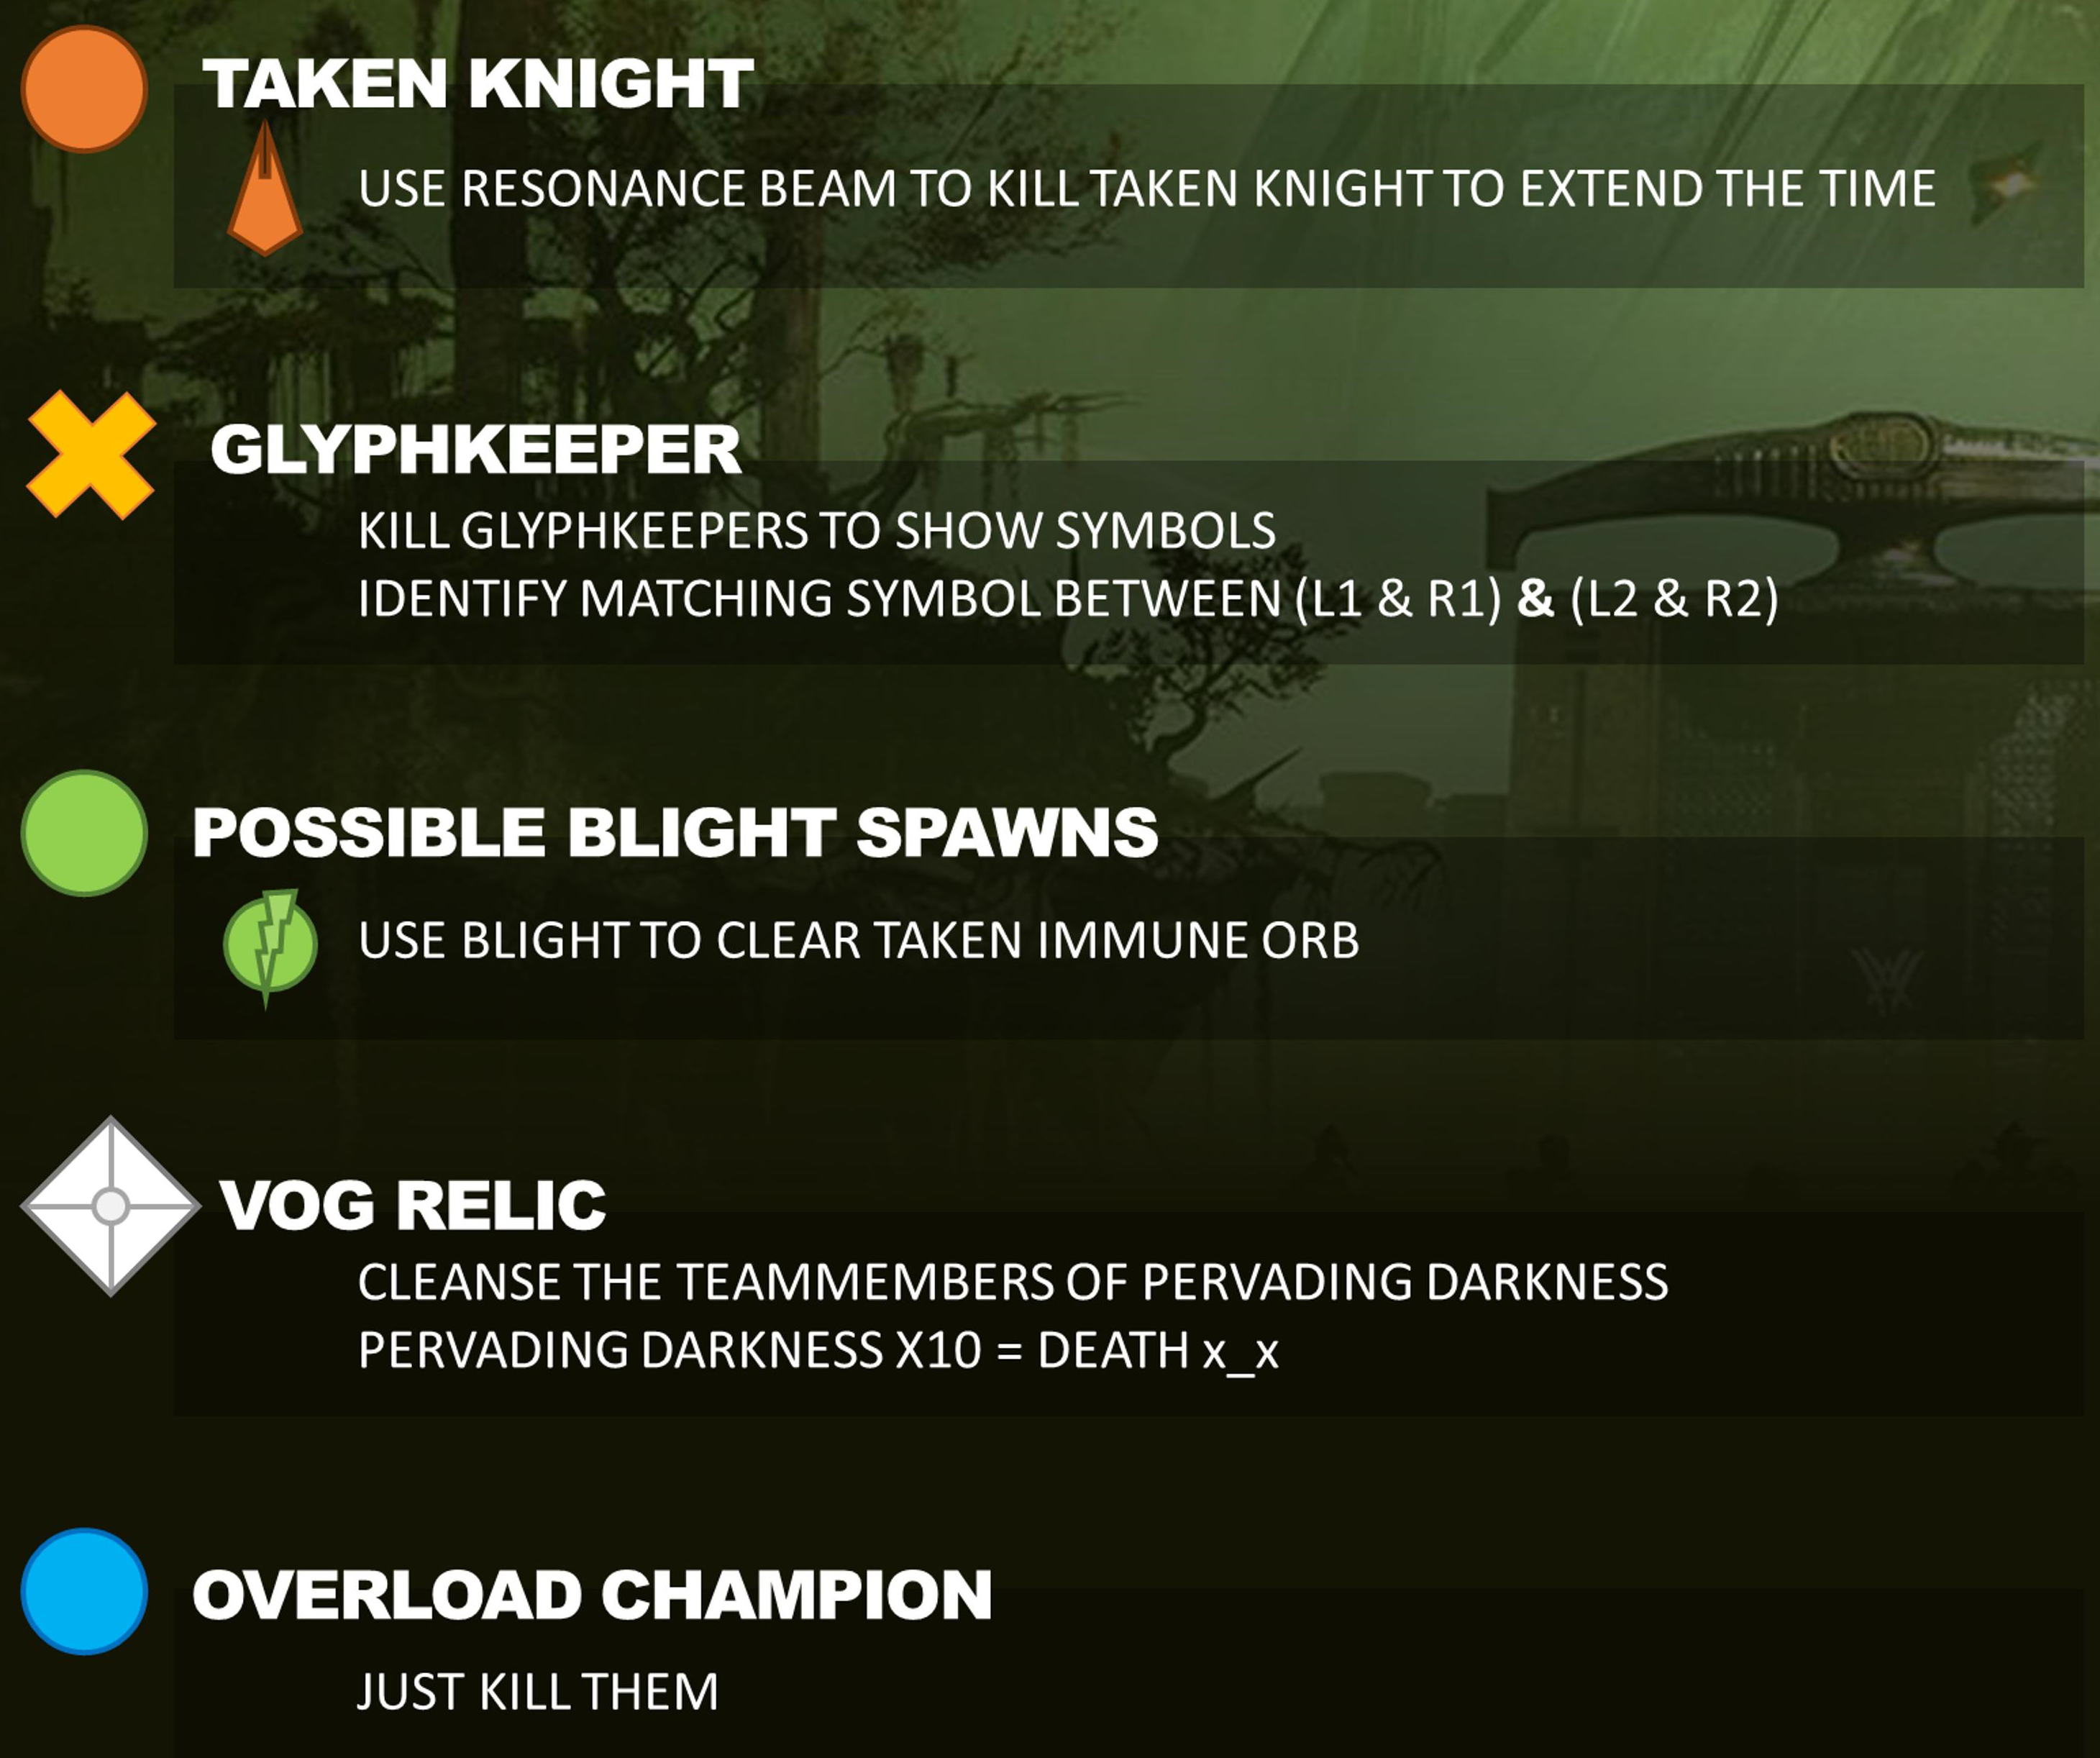 TAKEN KNIGHT
USE RESONANCE BEAM TO KILL TAKEN KNIGHT TO EXTEND THE TIME
GLYPHKEEPER
KILL GLYPHKEEPERS TO SHOW SYMBOLS
IDENTIFY MATCHING SYMBOL BETWEEN (L1 & R1) & (L2 & R2)
POSSIBLE BLIGHT SPAWNS
USE BLIGHT TO CLEAR TAKEN IMMUNE ORB
VOG RELIC
CLEANSE THE TEAMMEMBERS OF PERVADING DARKNESS
PERVADING DARKNESS X10 = DEATH x_x
OVERLOAD CHAMPION
JUST KILL THEM